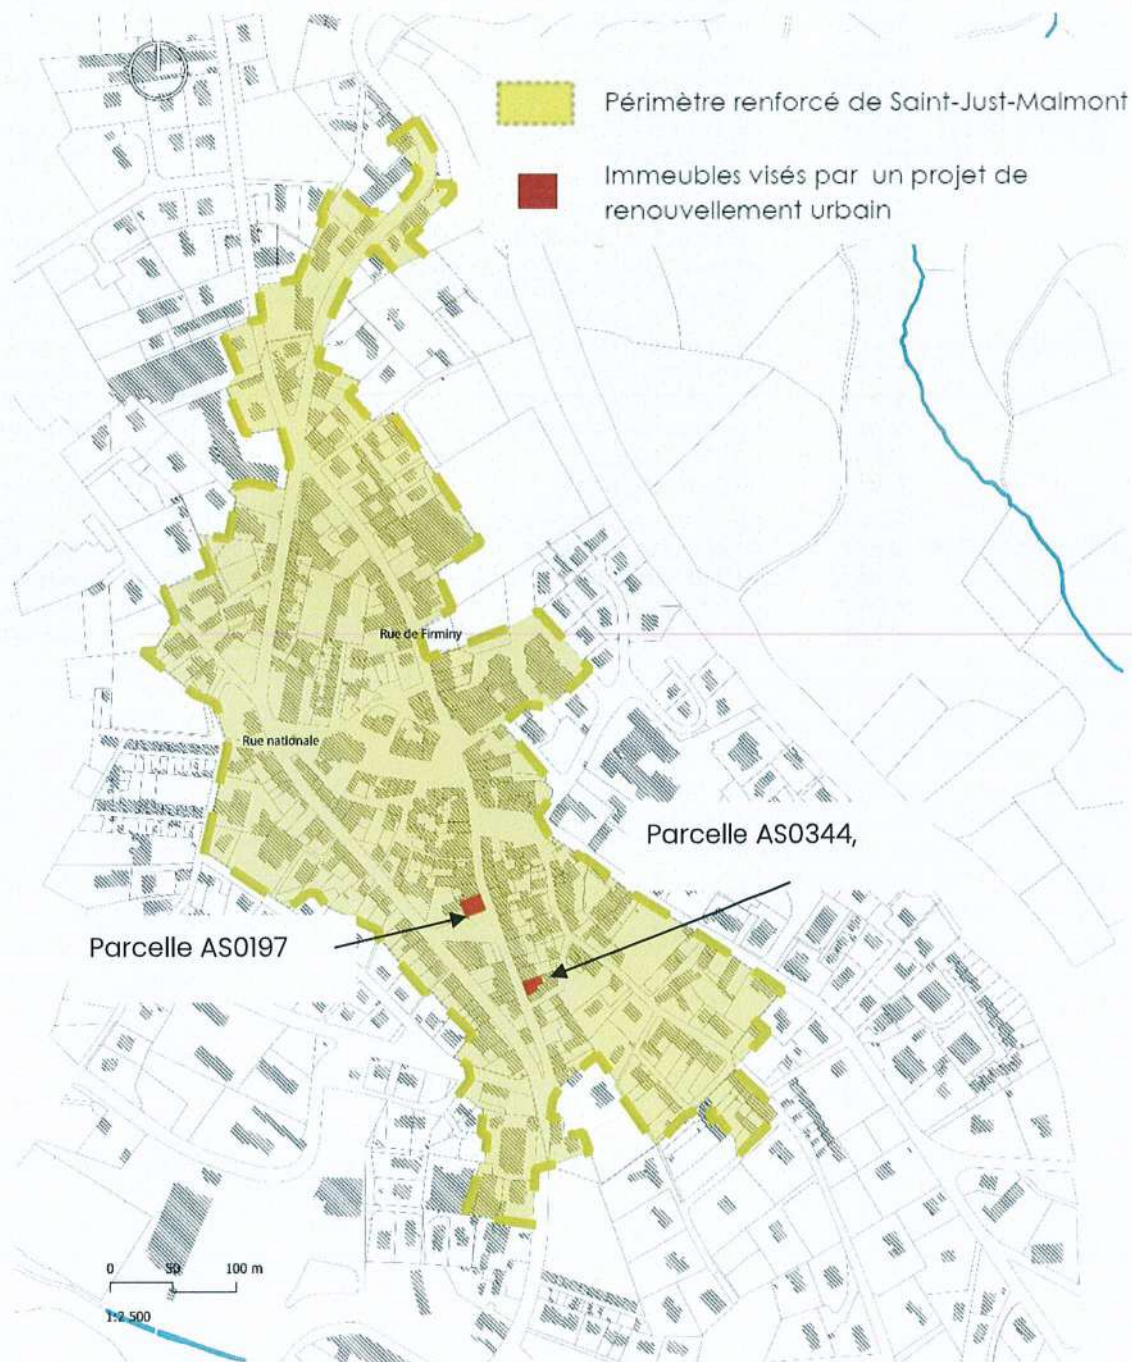 Périmètre renforcé de Saint-Just-Malmont
Immeubles visés par un projet de
renouvellement urbain
Rue de Firminy
Rue nationale
Parcelle AS0344,
Parcelle AS0197
0 50 100 m
1:2 500